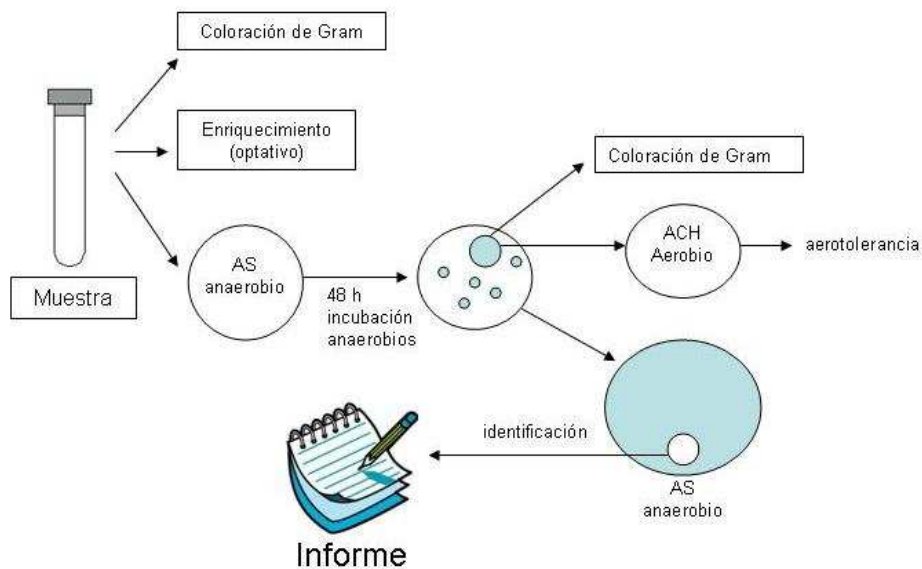 Coloración de Gram
Enriquecimiento
(optativo)
Muestra
AS
anaerobio
48 h
incubación
anaerobios
Coloración de Gram
ACH
Aerobio
aerotolerancia
AS
anaerobio
identificación
Informe